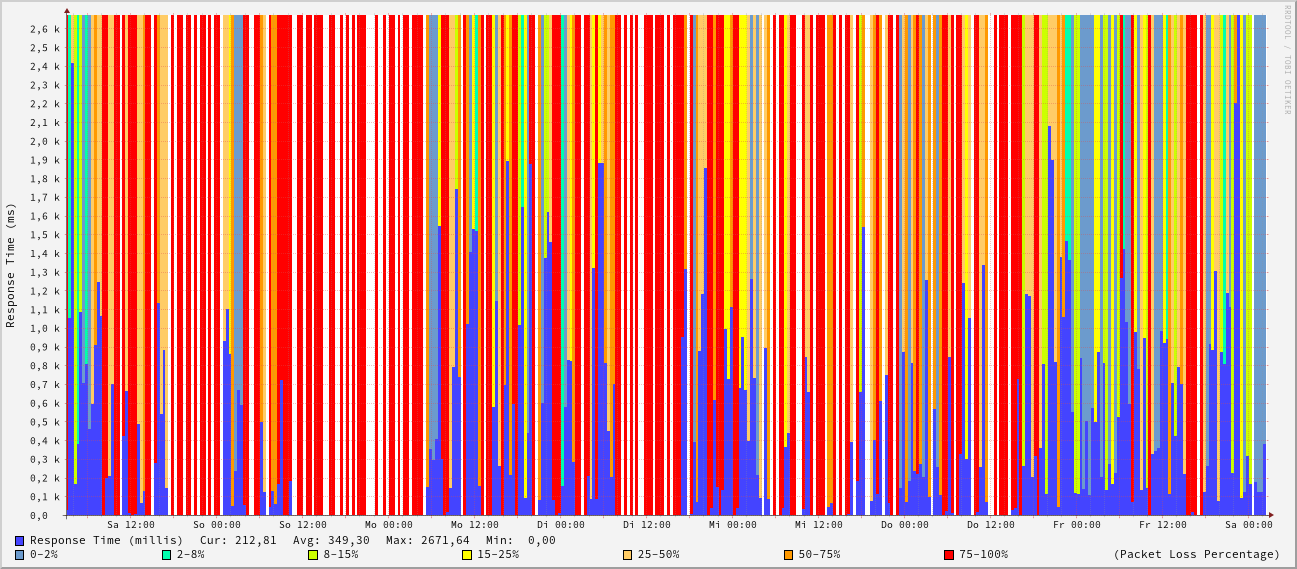 2,6 k
2,5 k
2,4 k
2,3 k
2,2 k
2,1 k
2,0 k
1,9 k
1,8 k
1,7 k
1,6 k
1,5 k
1,4 k
1,3 k
1,2 k
1,1 k
1,0 k
0,9 k
0,8 k
0,7 k
0,6 k
0,5 k
0,4 k
0,3 k
0,2 k
0,1 k
0,0
Response Time (ms)
RRDTOOL / TOBI OETIKER
Sa 12:00 So 00:00 So 12:00 Mo 00:00 Mo 12:00 Di 00:00 Di 12:00 Mi 00:00 Mi 12:00 Do 00:00 Do 12:00 Fr 00:00 Fr 12:00 Sa 00:00
Response Time (millis) Cur: 212,81 Avg: 349,30 Max: 2671,64 Min: 0,00
0-2% 2-8% 8-15% 15-25% 25-50% 50-75% 75-100% (Packet Loss Percentage)